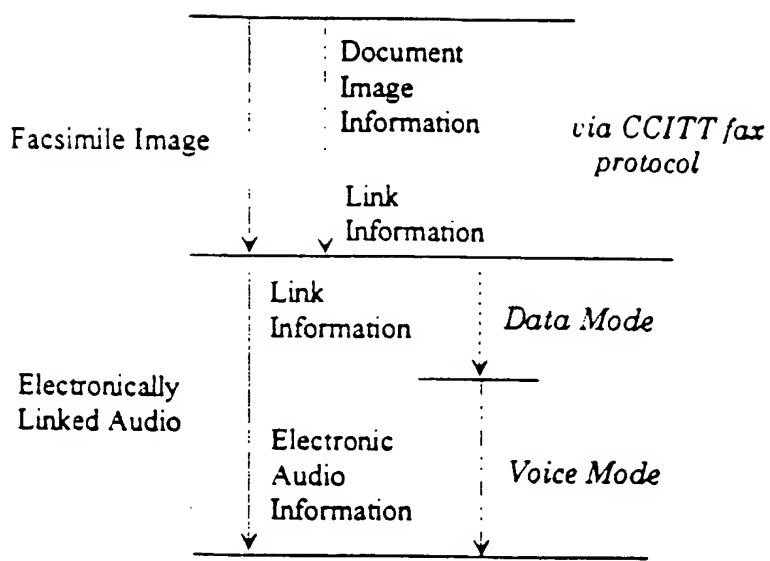 Document
Image
Information
Facsimile Image
via CCITT fax
protocol
Link
Information
Link
Information
Data Mode
Electronically
Linked Audio
Electronic
Audio
Information
Voice Mode